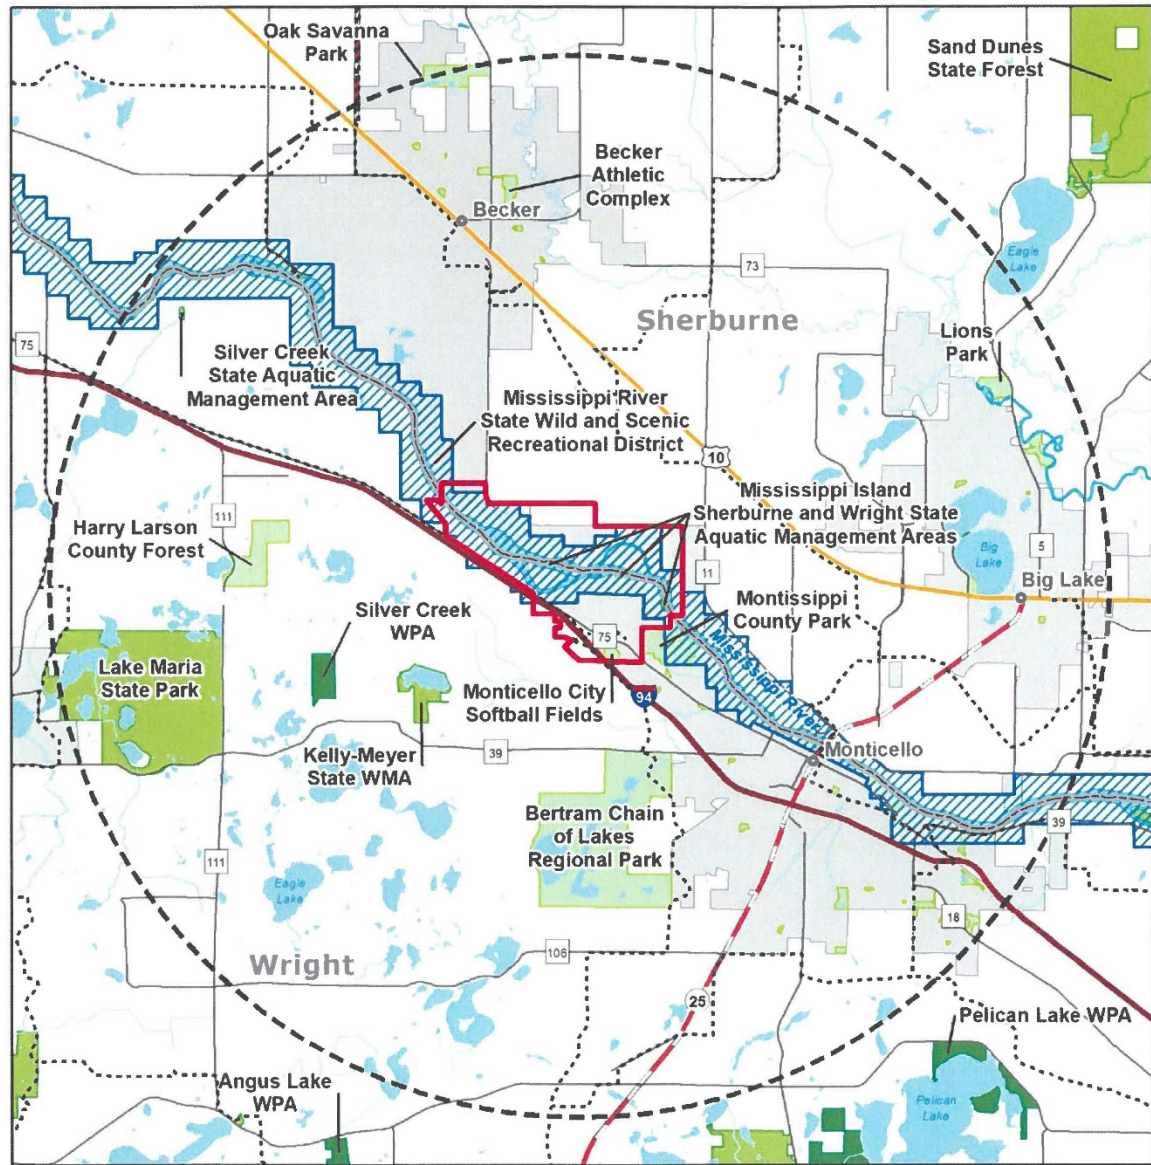 Oak Savanna
Park
Sand Dunes
State Forest
Becker
Athletic
Complex
Becker
Eagle
Lake
73
Sherburne
Lions
Park
75
Silver Creek
State Aquatic
Management Area
Mississippi River
State Wild and Scenic
Recreational District
10
Mississippi Island
Sherburne and Wright State
Aquatic Management Areas
111
Harry Larson
County Forest
Big
Lake
5
Big Lake
11
Silver Creek
WPA
75
Montissippi
County Park
Mississippi River
Lake Maria
State Park
Monticello City
Softball Fields
94
Kelly-Meyer
State WMA
39
Monticello
Bertram Chain
of Lakes
Regional Park
39
111
Eagle
Lake
18
Wright
106
25
Pelican Lake WPA
Angus Lake
WPA
Pelican
Lake